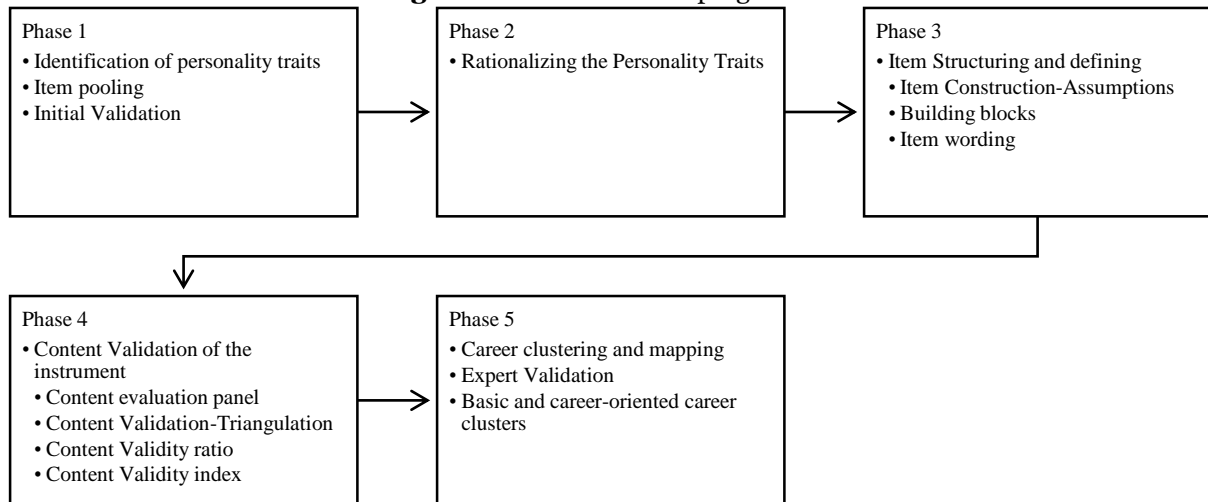 Phase 1
• Identification of personality traits
• Item pooling
• Initial Validation
Phase 2
• Rationalizing the Personality Traits
Phase 3
• Item Structuring and defining
• Item Construction-Assumptions
• Building blocks
• Item wording
Phase 4
• Content Validation of the
instrument
• Content evaluation panel
• Content Validation-Triangulation
• Content Validity ratio
• Content Validity index
Phase 5
• Career clustering and mapping
• Expert Validation
• Basic and career-oriented career
clusters